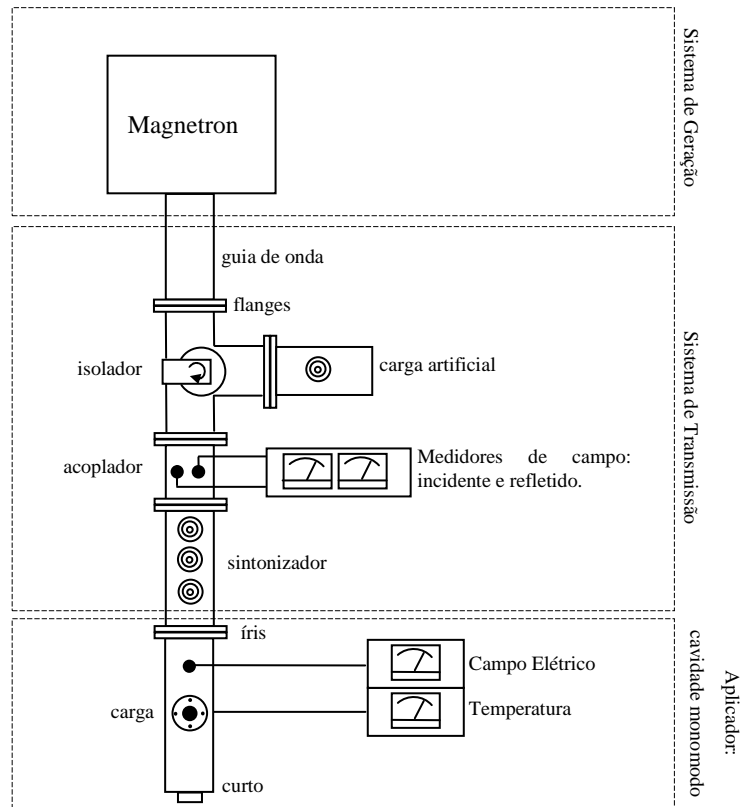 Magnetron
Sistema de Geração
guia de onda
flanges
isolador
carga artificial
acoplador
Medidores de campo:
incidente e refletido.
sintonizador
Sistema de Transmissão
íris
Campo Elétrico
carga
Temperatura
curto
Aplicador:
cavidade monomodo